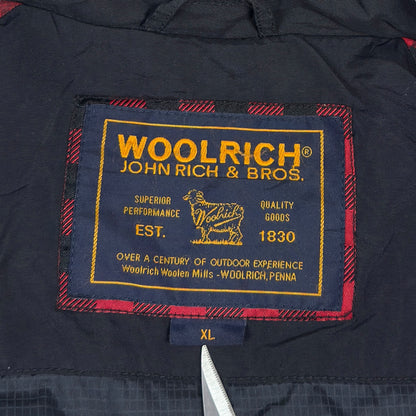 WOOLRICH®
JOHN RICH & BROS.
SUPERIOR PERFORMANCE
Woolrich
QUALITY GOODS
EST. 1830
OVER A CENTURY OF OUTDOOR EXPERIENCE
Woolrich Woolen Mills - WOOLRICH, PENNA
XL